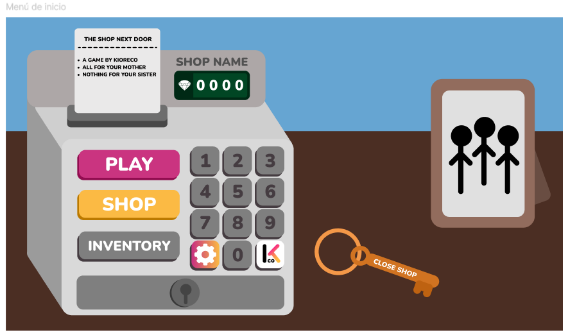 Menú de inicio
THE SHOP NEXT DOOR
A GAME BY KIORECO
ALL FOR YOUR MOTHER
NOTHING FOR YOUR SISTER
SHOP NAME
0000
PLAY
SHOP
INVENTORY
1 2 3
4 5 6
7 8 9
0
K
CO
CLOSE SHOP